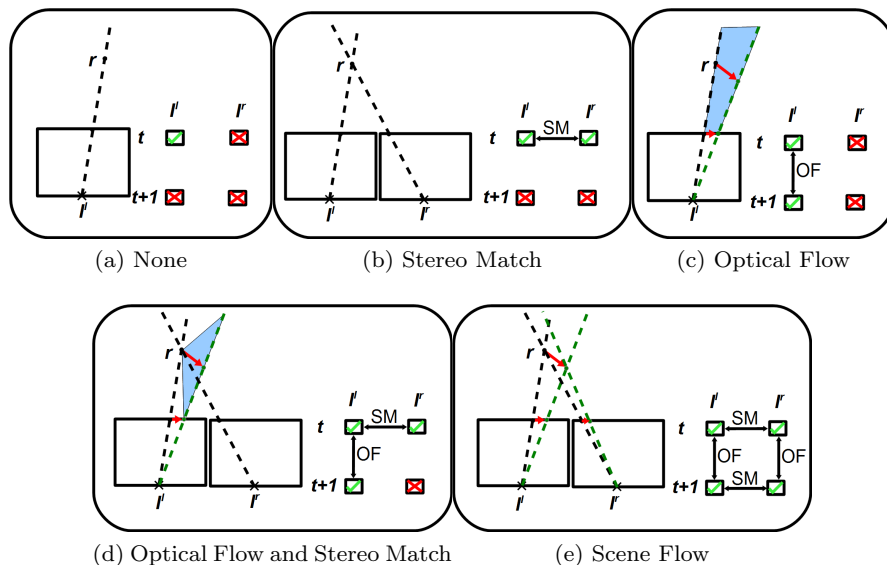 r
I^l I^r
t
t+1
I^l
(a) None
r
I^l I^r
t SM
t+1
I^l I^r
(b) Stereo Match
r
I^l I^r
t
OF
t+1
I^l
(c) Optical Flow
r
I^l I^r
t SM
OF
t+1
I^l I^r
(d) Optical Flow and Stereo Match
r
I^l I^r
t SM
OF OF
t+1 SM
I^l I^r
(e) Scene Flow